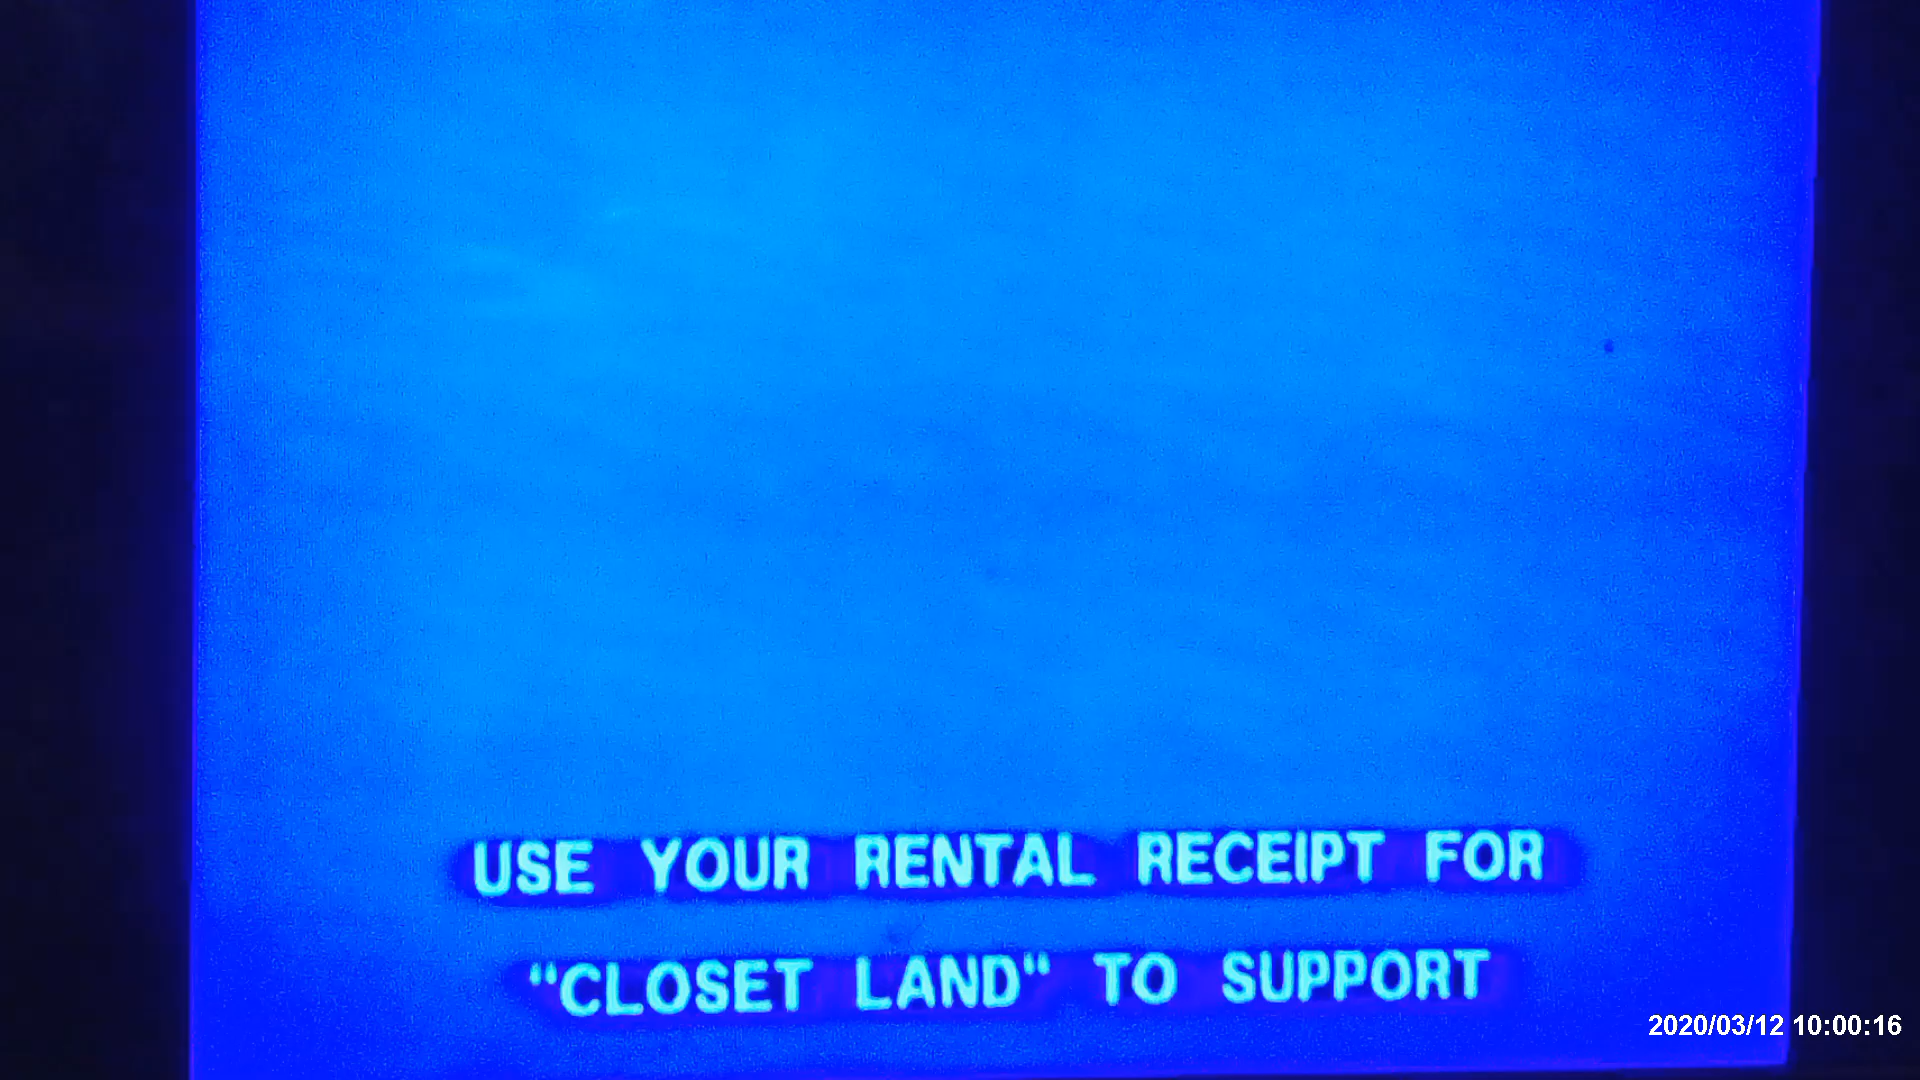 USE YOUR RENTAL RECEIPT FOR
"CLOSET LAND" TO SUPPORT
2020/03/12 10:00:16